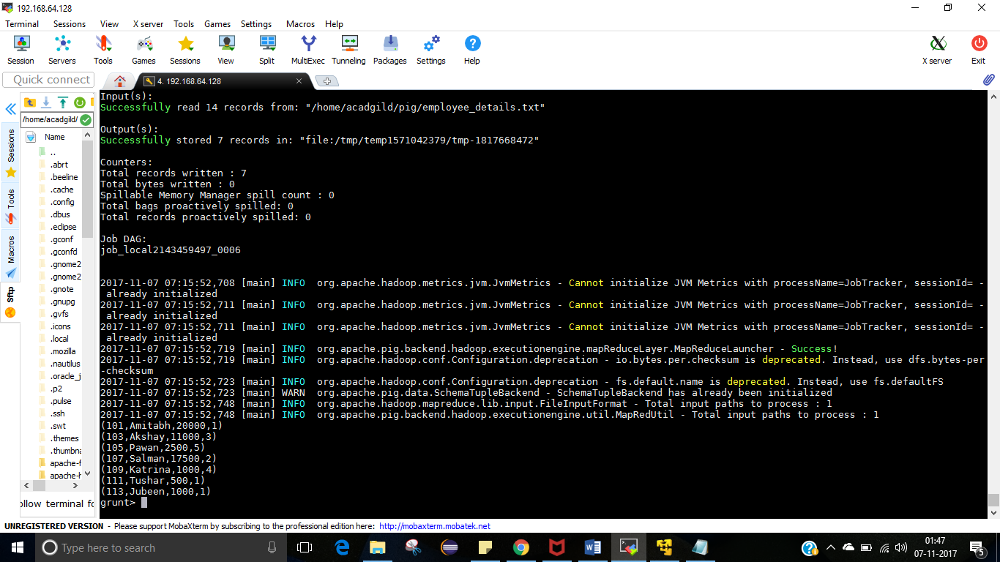 192.168.64.128
Terminal Sessions View X server Tools Games Settings Macros Help
Session Servers Tools Games Sessions View Split MultiExec Tunneling Packages Settings Help X server Exit
Quick connect
4. 192.168.64.128
/home/acadgild/
Name
..
.abrt
.beeline
.cache
.config
.dbus
.eclipse
.gconf
.gconfd
.gnome2
.gnome2
.gnote
.gnupg
.gvfs
.icons
.local
.mozilla
.nautilus
.oracle_j
.p2
.pulse
.ssh
.swt
.themes
.thumbna
apache-f
apache-h
ollow terminal fo
Sessions
Tools
Macros
Sftp
Input(s):
Successfully read 14 records from: "/home/acadgild/pig/employee_details.txt"
Output(s):
Successfully stored 7 records in: "file:/tmp/temp1571042379/tmp-1817668472"
Counters:
Total records written : 7
Total bytes written : 0
Spillable Memory Manager spill count : 0
Total bags proactively spilled: 0
Total records proactively spilled: 0
Job DAG:
job_local2143459497_0006
2017-11-07 07:15:52,708 [main] INFO  org.apache.hadoop.metrics.jvm.JvmMetrics - Cannot initialize JVM Metrics with processName=JobTracker, sessionId= -
already initialized
2017-11-07 07:15:52,711 [main] INFO  org.apache.hadoop.metrics.jvm.JvmMetrics - Cannot initialize JVM Metrics with processName=JobTracker, sessionId= -
already initialized
2017-11-07 07:15:52,711 [main] INFO  org.apache.hadoop.metrics.jvm.JvmMetrics - Cannot initialize JVM Metrics with processName=JobTracker, sessionId= -
already initialized
2017-11-07 07:15:52,719 [main] INFO  org.apache.pig.backend.hadoop.executionengine.mapReduceLayer.MapReduceLauncher - Success!
2017-11-07 07:15:52,719 [main] INFO  org.apache.hadoop.conf.Configuration.deprecation - io.bytes.per.checksum is deprecated. Instead, use dfs.bytes-per
-checksum
2017-11-07 07:15:52,723 [main] INFO  org.apache.hadoop.conf.Configuration.deprecation - fs.default.name is deprecated. Instead, use fs.defaultFS
2017-11-07 07:15:52,723 [main] WARN  org.apache.pig.data.SchemaTupleBackend - SchemaTupleBackend has already been initialized
2017-11-07 07:15:52,748 [main] INFO  org.apache.hadoop.mapreduce.lib.input.FileInputFormat - Total input paths to process : 1
2017-11-07 07:15:52,748 [main] INFO  org.apache.pig.backend.hadoop.executionengine.util.MapRedUtil - Total input paths to process : 1
(101,Amitabh,20000,1)
(103,Akshay,11000,3)
(105,Pawan,2500,5)
(107,Salman,17500,2)
(109,Katrina,1000,4)
(111,Tushar,500,1)
(113,Jubeen,1000,1)
grunt>
UNREGISTERED VERSION - Please support MobaXterm by subscribing to the professional edition here: http://mobaxterm.mobatek.net
Type here to search
01:47
07-11-2017
5